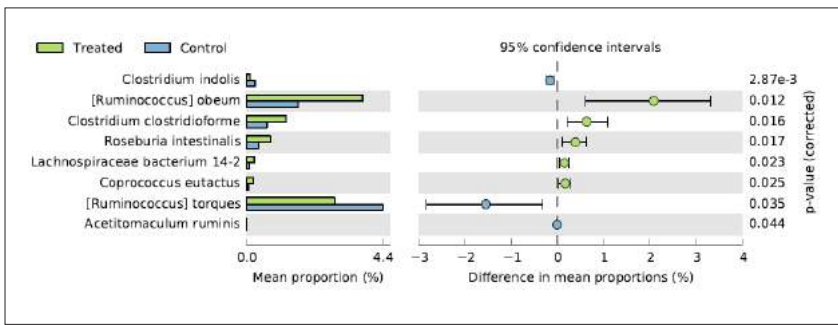 Treated Control
95% confidence intervals
Clostridium indolis 2.87e-3
[Ruminococcus] obeum 0.012
Clostridium clostridioforme 0.016
Roseburia intestinalis 0.017
Lachnospiraceae bacterium 14-2 0.023
Coprococcus eutactus 0.025
[Ruminococcus] torques 0.035
Acetitomaculum ruminis 0.044
p-value (corrected)
0.0 4.4 −3 −2 −1 0 1 2 3 4
Mean proportion (%) Difference in mean proportions (%)